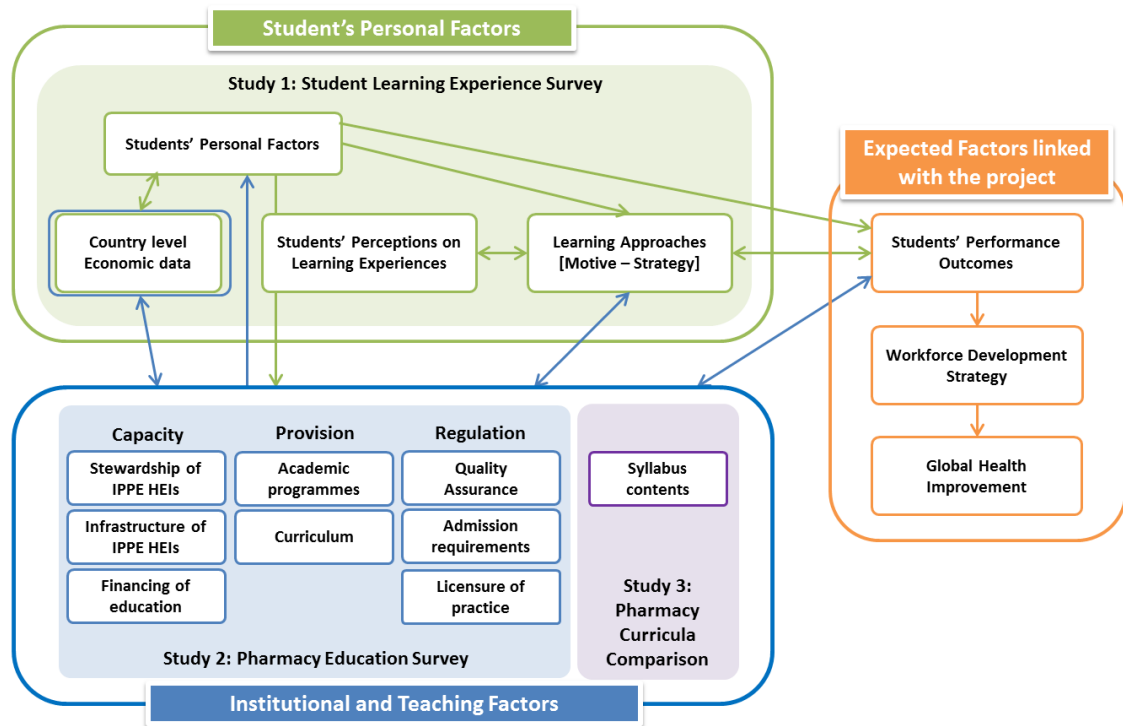 Student's Personal Factors
Study 1: Student Learning Experience Survey
Students' Personal Factors
Country level
Economic data
Students' Perceptions on
Learning Experiences
Learning Approaches
[Motive – Strategy]
Expected Factors linked
with the project
Students' Performance
Outcomes
Workforce Development
Strategy
Global Health
Improvement
Capacity
Stewardship of
IPPE HEIs
Infrastructure of
IPPE HEIs
Financing of
education
Provision
Academic
programmes
Curriculum
Regulation
Quality
Assurance
Admission
requirements
Licensure of
practice
Study 2: Pharmacy Education Survey
Syllabus
contents
Study 3:
Pharmacy
Curricula
Comparison
Institutional and Teaching Factors